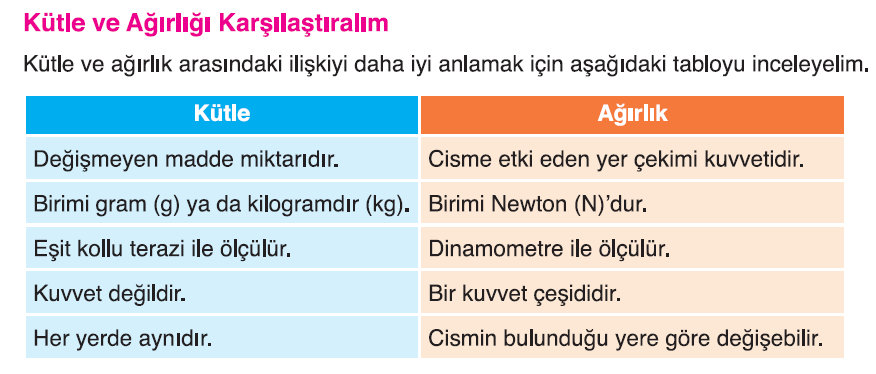 Kütle ve Ağırlığı Karşılaştıralım
Kütle ve ağırlık arasındaki ilişkiyi daha iyi anlamak için aşağıdaki tabloyu inceleyelim.
Kütle
Ağırlık
Değişmeyen madde miktarıdır.
Cisme etki eden yer çekimi kuvvetidir.
Birimi gram (g) ya da kilogramdır (kg).
Birimi Newton (N)’dur.
Eşit kollu terazi ile ölçülür.
Dinamometre ile ölçülür.
Kuvvet değildir.
Bir kuvvet çeşididir.
Her yerde aynıdır.
Cismin bulunduğu yere göre değişebilir.